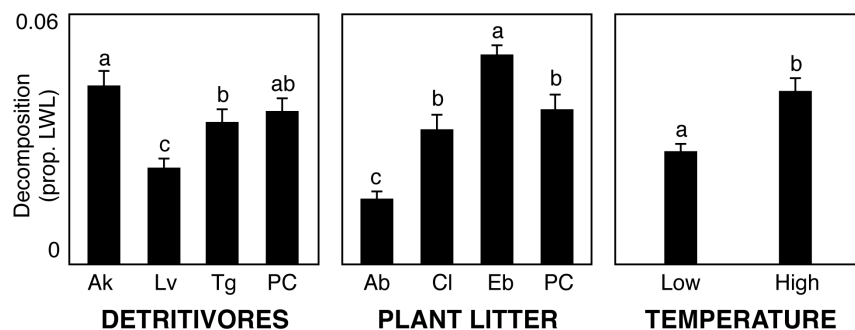 0.06
Decomposition
(prop. LWL)
0
a
c
b
ab
Ak Lv Tg PC
DETRITIVORES
c
b
a
b
Ab Cl Eb PC
PLANT LITTER
a
b
Low High
TEMPERATURE